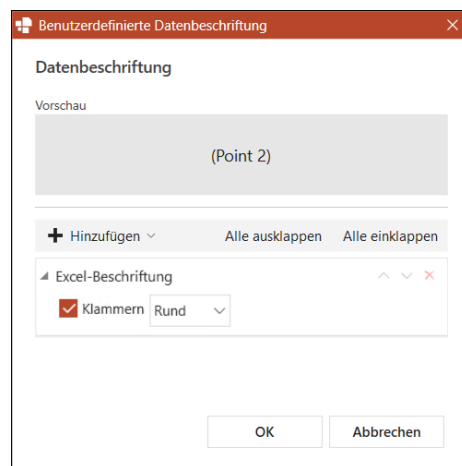 Benutzerdefinierte Datenbeschriftung
Datenbeschriftung
Vorschau
(Point 2)
Hinzufügen Alle ausklappen Alle einklappen
Excel-Beschriftung
Klammern Rund
OK Abbrechen